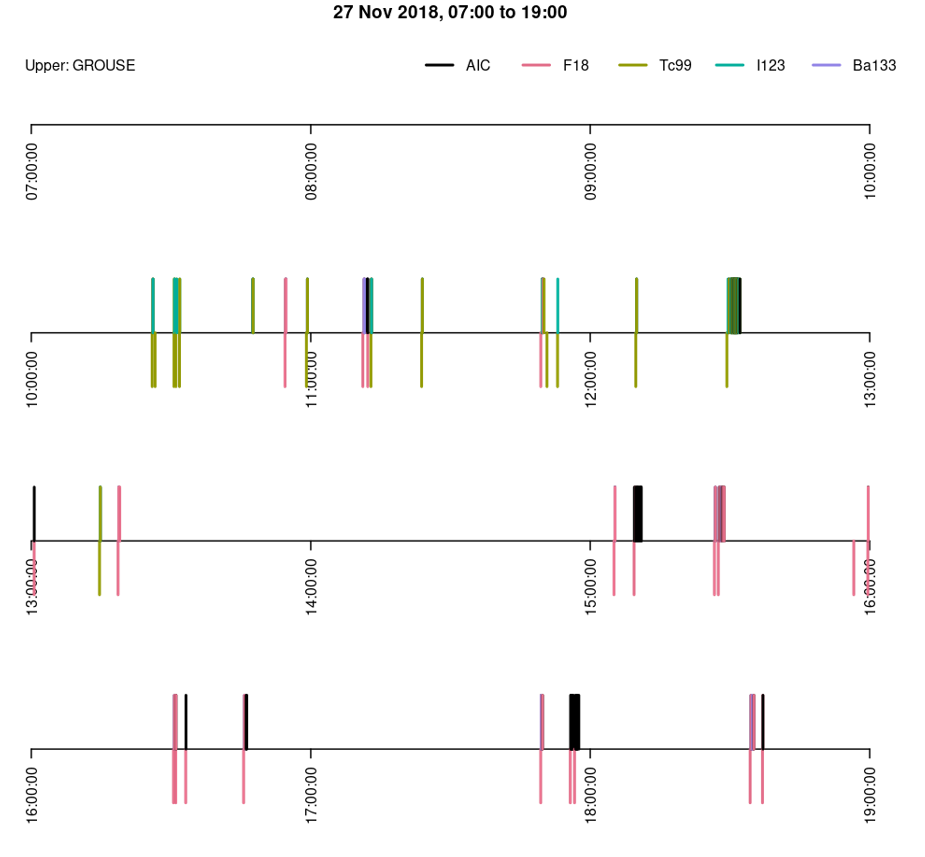 27 Nov 2018, 07:00 to 19:00
Upper: GROUSE AIC F18 Tc99 I123 Ba133
07:00:00 08:00:00 09:00:00 10:00:00
10:00:00 11:00:00 12:00:00 13:00:00
13:00:00 14:00:00 15:00:00 16:00:00
16:00:00 17:00:00 18:00:00 19:00:00